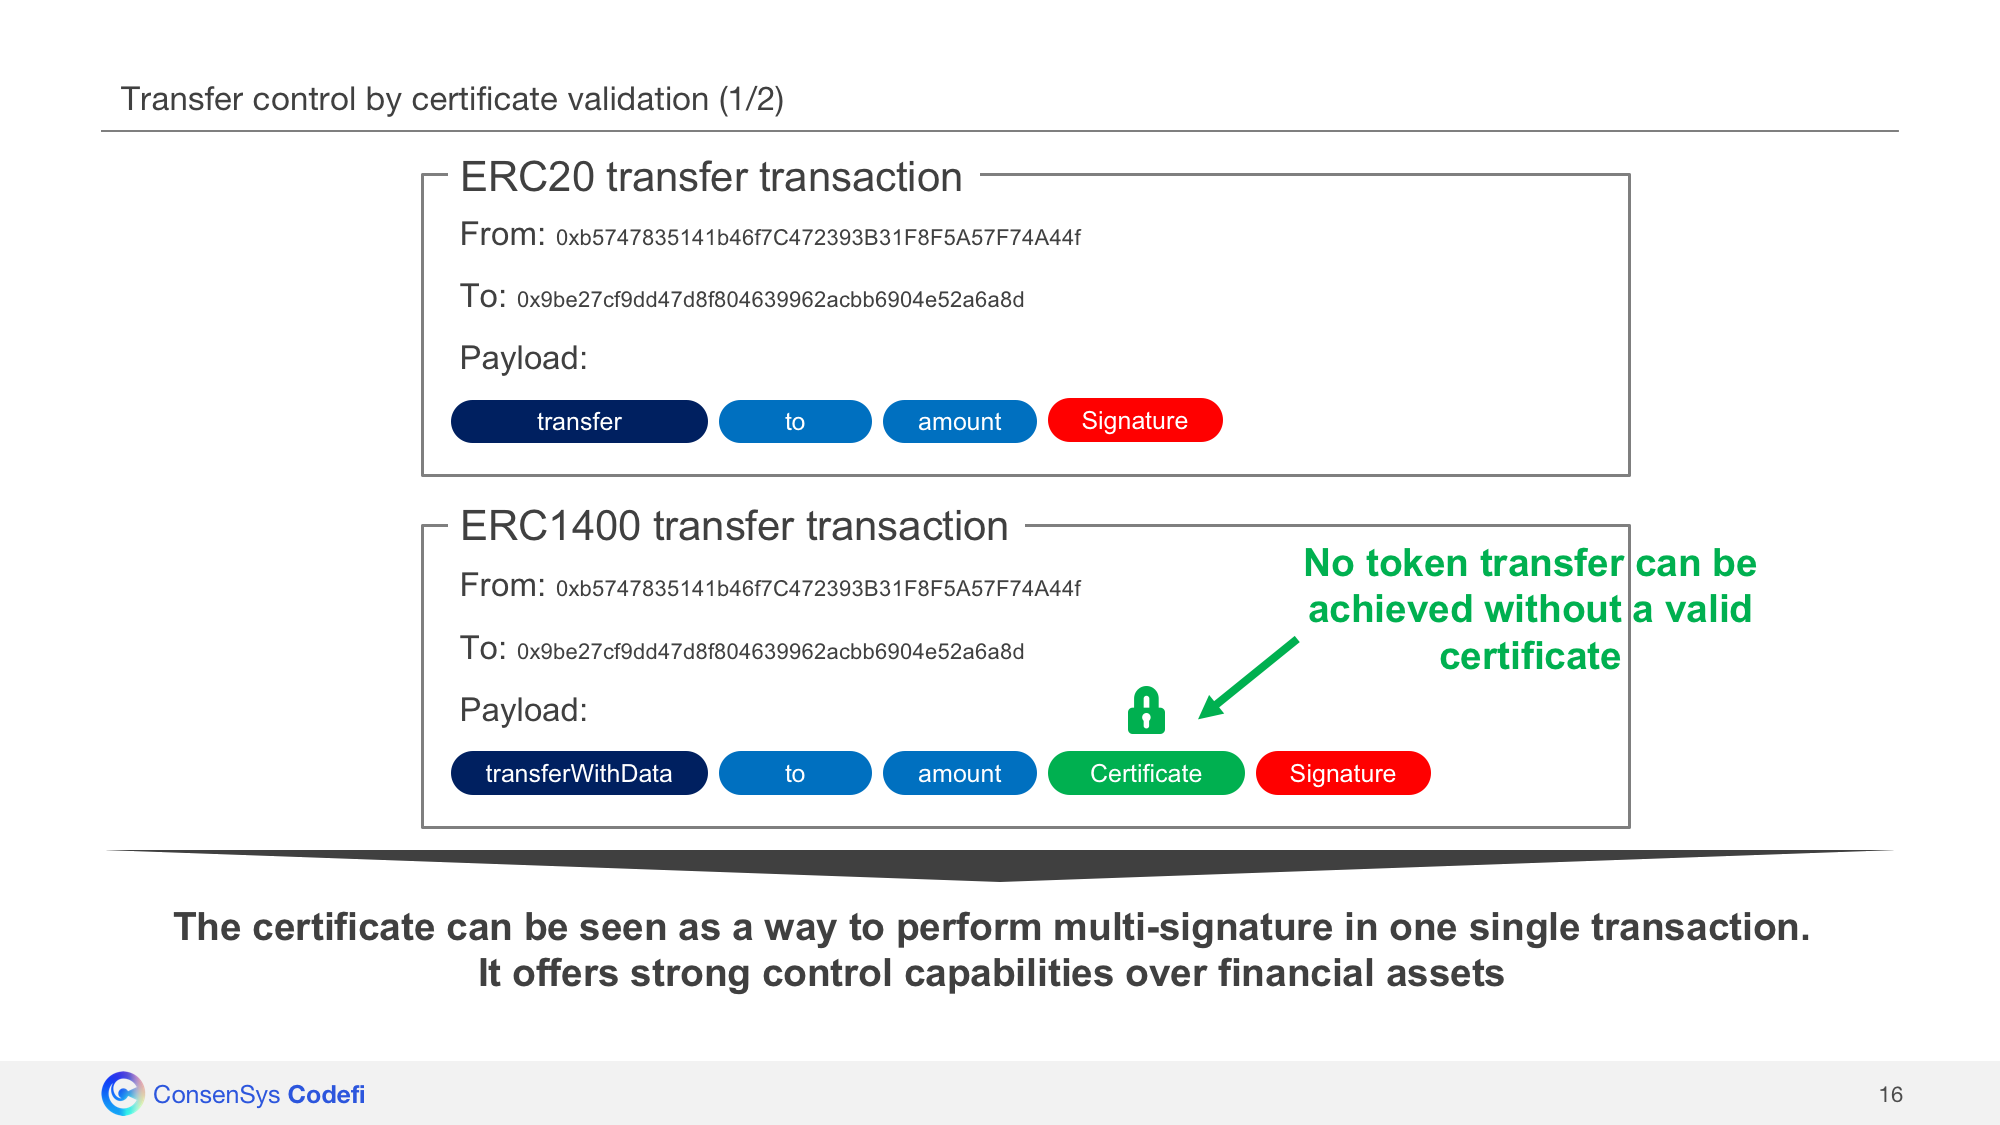 Transfer control by certificate validation (1/2)
ERC20 transfer transaction
From: 0xb5747835141b46f7C472393B31F8F5A57F74A44f
To: 0x9be27cf9dd47d8f804639962acbb6904e52a6a8d
Payload:
transfer to amount Signature
ERC1400 transfer transaction
From: 0xb5747835141b46f7C472393B31F8F5A57F74A44f
To: 0x9be27cf9dd47d8f804639962acbb6904e52a6a8d
Payload:
No token transfer can be
achieved without a valid
certificate
transferWithData to amount Certificate Signature
The certificate can be seen as a way to perform multi-signature in one single transaction.
It offers strong control capabilities over financial assets
ConsenSys Codefi
16